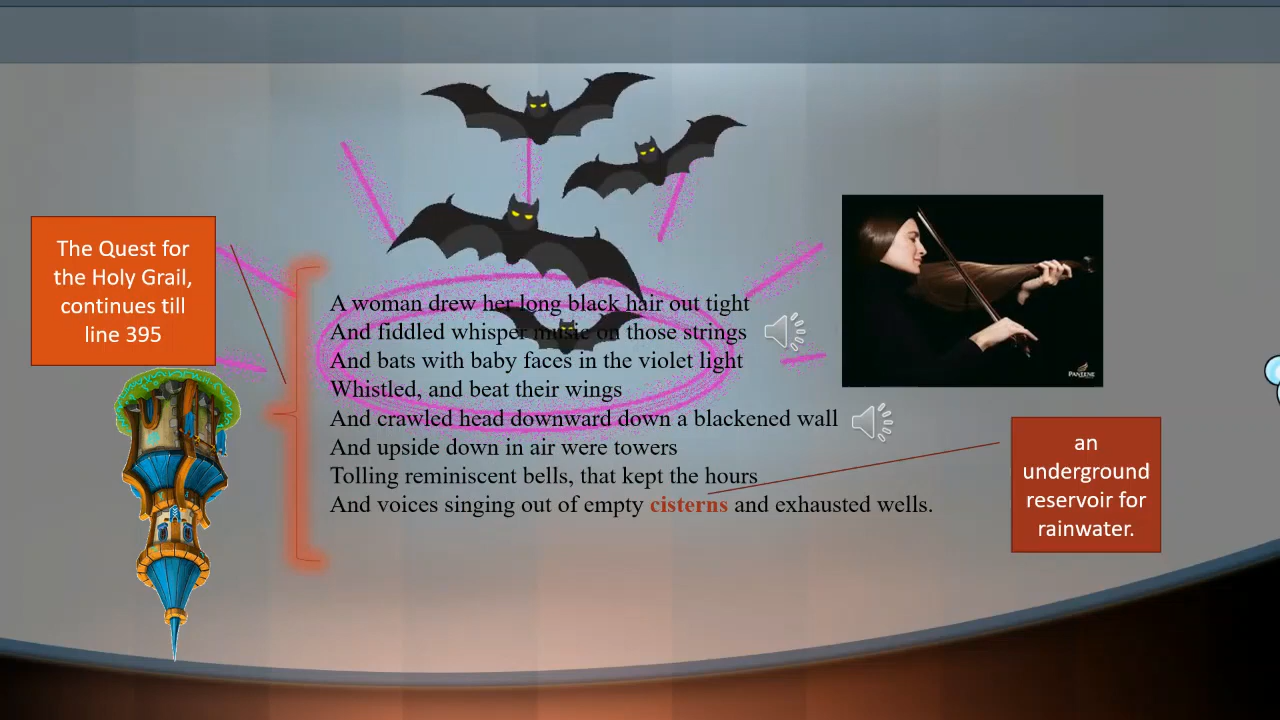 The Quest for
the Holy Grail,
continues till
line 395
A woman drew her long black hair out tight
And fiddled whisper music on those strings
And bats with baby faces in the violet light
Whistled, and beat their wings
And crawled head downward down a blackened wall
And upside down in air were towers
Tolling reminiscent bells, that kept the hours
And voices singing out of empty cisterns and exhausted wells.
PANTENE
an
underground
reservoir for
rainwater.